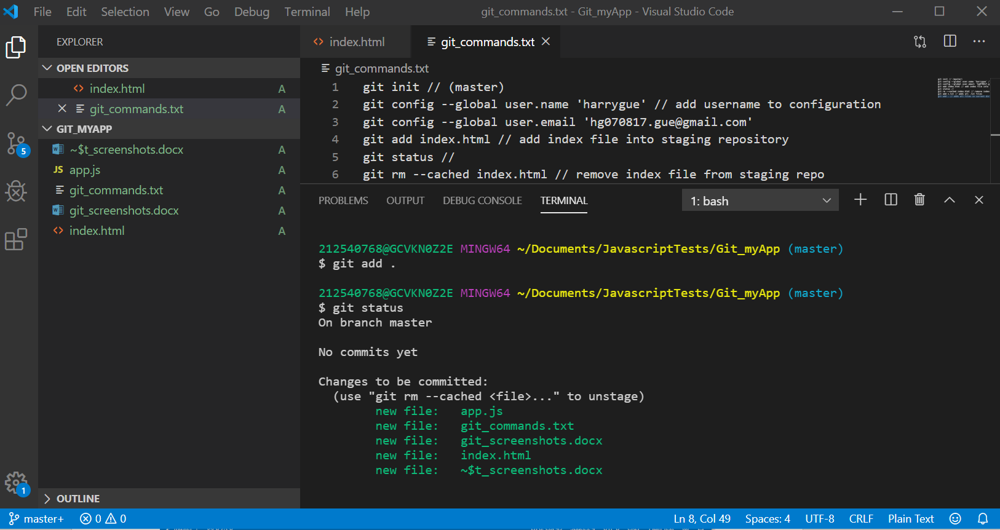 File Edit Selection View Go Debug Terminal Help git_commands.txt - Git_myApp - Visual Studio Code
EXPLORER
OPEN EDITORS
index.html A
git_commands.txt A
GIT_MYAPP
~$t_screenshots.docx A
JS app.js A
git_commands.txt A
git_screenshots.docx A
index.html A
OUTLINE
5
1
index.html git_commands.txt
git_commands.txt
1 git init // (master)
2 git config --global user.name 'harrygue' // add username to configuration
3 git config --global user.email 'hg070817.gue@gmail.com'
4 git add index.html // add index file into staging repository
5 git status //
6 git rm --cached index.html // remove index file from staging repo
PROBLEMS OUTPUT DEBUG CONSOLE TERMINAL 1: bash
212540768@GCVKN0Z2E MINGW64 ~/Documents/JavascriptTests/Git_myApp (master)
$ git add .
212540768@GCVKN0Z2E MINGW64 ~/Documents/JavascriptTests/Git_myApp (master)
$ git status
On branch master
No commits yet
Changes to be committed:
(use "git rm --cached <file>..." to unstage)
new file: app.js
new file: git_commands.txt
new file: git_screenshots.docx
new file: index.html
new file: ~$t_screenshots.docx
master+ 0 0 Ln 8, Col 49 Spaces: 4 UTF-8 CRLF Plain Text